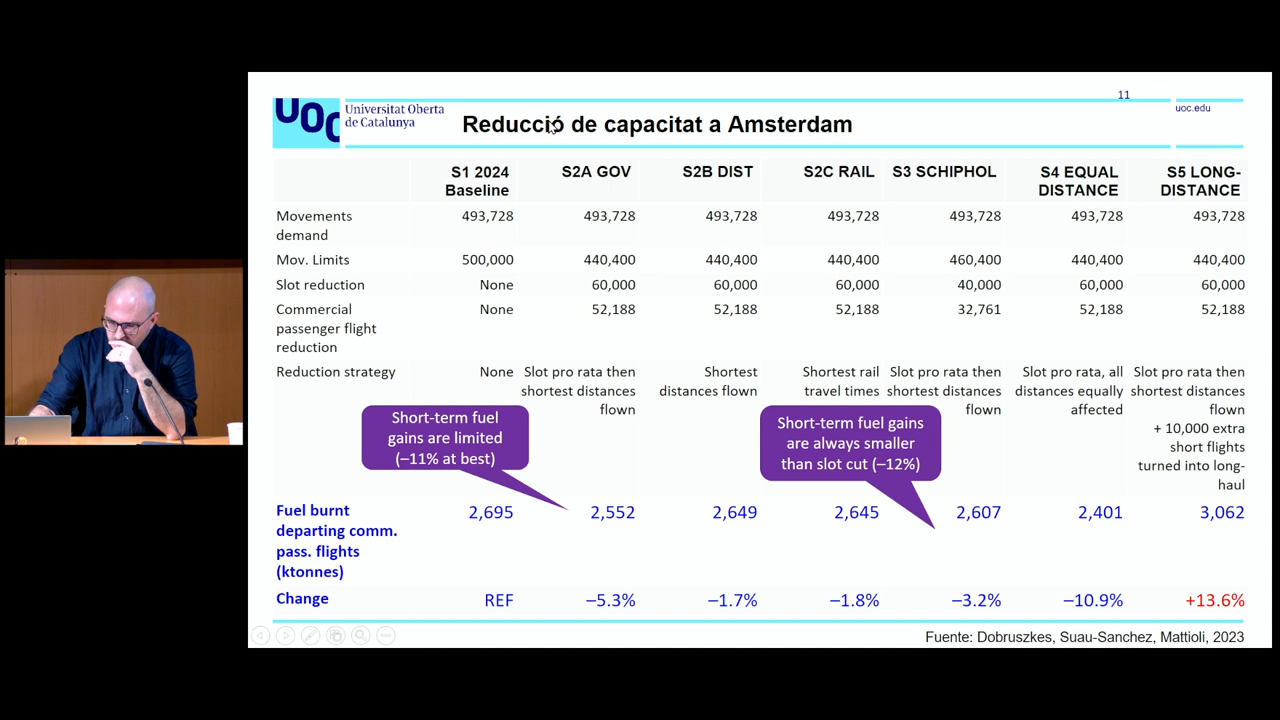 11
UOC
Universitat Oberta
de Catalunya
uoc.edu
Reducció de capacitat a Amsterdam
S1 2024 Baseline
S2A GOV
S2B DIST
S2C RAIL
S3 SCHIPHOL
S4 EQUAL DISTANCE
S5 LONG-DISTANCE
Movements demand
493,728
493,728
493,728
493,728
493,728
493,728
493,728
Mov. Limits
500,000
440,400
440,400
440,400
460,400
440,400
440,400
Slot reduction
None
60,000
60,000
60,000
40,000
60,000
60,000
Commercial passenger flight reduction
None
52,188
52,188
52,188
32,761
52,188
52,188
Reduction strategy
None
Slot pro rata then shortest distances flown
Shortest distances flown
Shortest rail travel times
Slot pro rata then shortest distances flown
Slot pro rata, all distances equally affected
Slot pro rata then shortest distances flown
+ 10,000 extra short flights turned into long-haul
Short-term fuel
gains are limited
(–11% at best)
Short-term fuel gains
are always smaller
than slot cut (–12%)
Fuel burnt departing comm. pass. flights (ktonnes)
2,695
2,552
2,649
2,645
2,607
2,401
3,062
Change
REF
–5.3%
–1.7%
–1.8%
–3.2%
–10.9%
+13.6%
Fuente: Dobruszkes, Suau-Sanchez, Mattioli, 2023